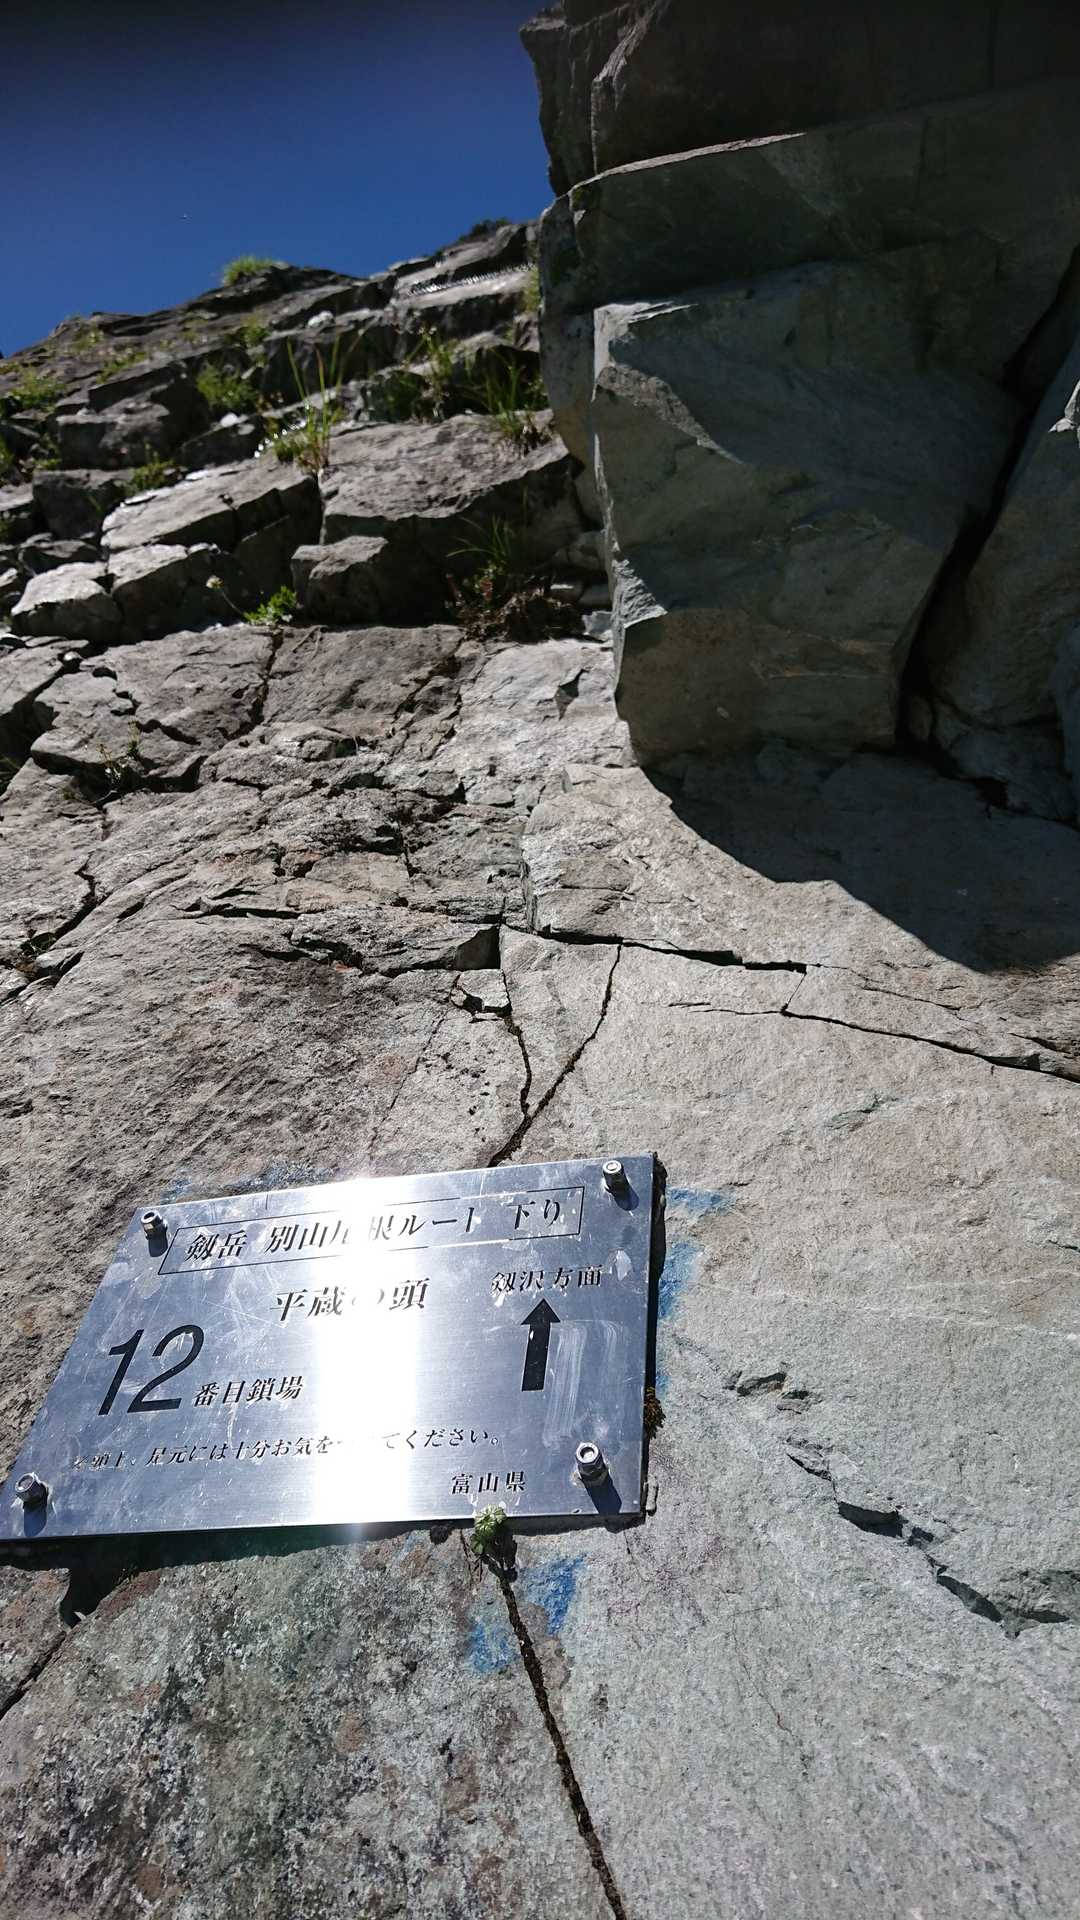 剱岳 別山尾根ルート 下り
平蔵の頭
剱沢方面
12番目鎖場
頭上、足元には十分お気をつけてください。
富山県